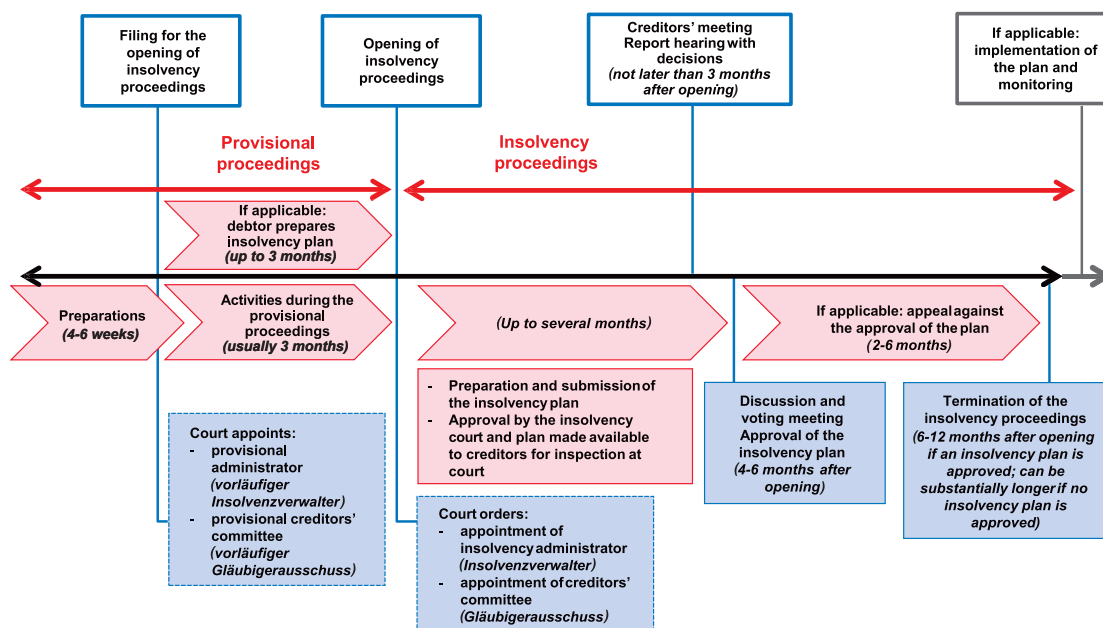 Filing for the
opening of
insolvency
proceedings
Opening of
insolvency
proceedings
Creditors' meeting
Report hearing with
decisions
(not later than 3 months
after opening)
If applicable:
implementation of
the plan and
monitoring
Provisional
proceedings
Insolvency
proceedings
If applicable:
debtor prepares
insolvency plan
(up to 3 months)
Preparations
(4-6 weeks)
Activities during the
provisional
proceedings
(usually 3 months)
(Up to several months)
If applicable: appeal against
the approval of the plan
(2-6 months)
- Preparation and submission of
the insolvency plan
- Approval by the insolvency
court and plan made available
to creditors for inspection at
court
Discussion and
voting meeting
Approval of the
insolvency plan
(4-6 months after
opening)
Termination of the
insolvency proceedings
(6-12 months after opening
if an insolvency plan is
approved; can be
substantially longer if no
insolvency plan is
approved)
Court appoints:
- provisional
administrator
(vorläufiger
Insolvenzverwalter)
- provisional creditors'
committee
(vorläufiger
Gläubigerausschuss)
Court orders:
- appointment of
insolvency administrator
(Insolvenzverwalter)
- appointment of creditors'
committee
(Gläubigerausschuss)